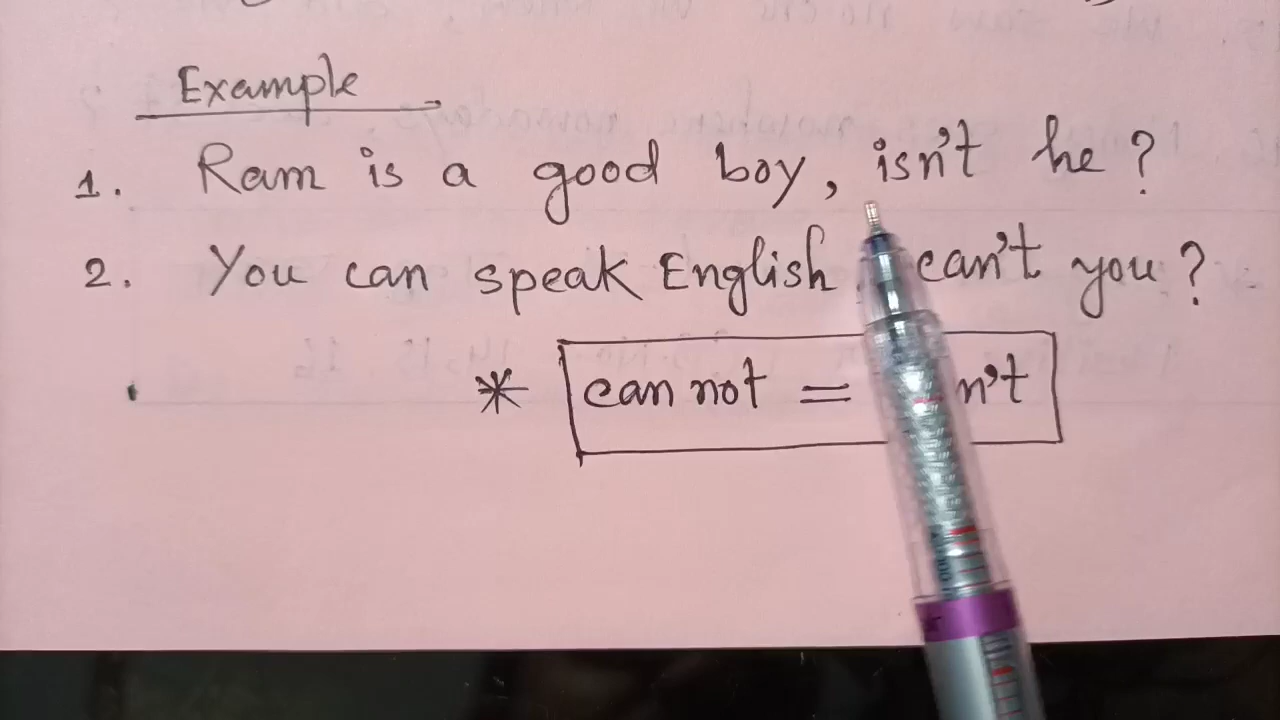 Example
1. Ram is a good boy, isn't he?
2. You can speak English, can't you?
* can not = n't